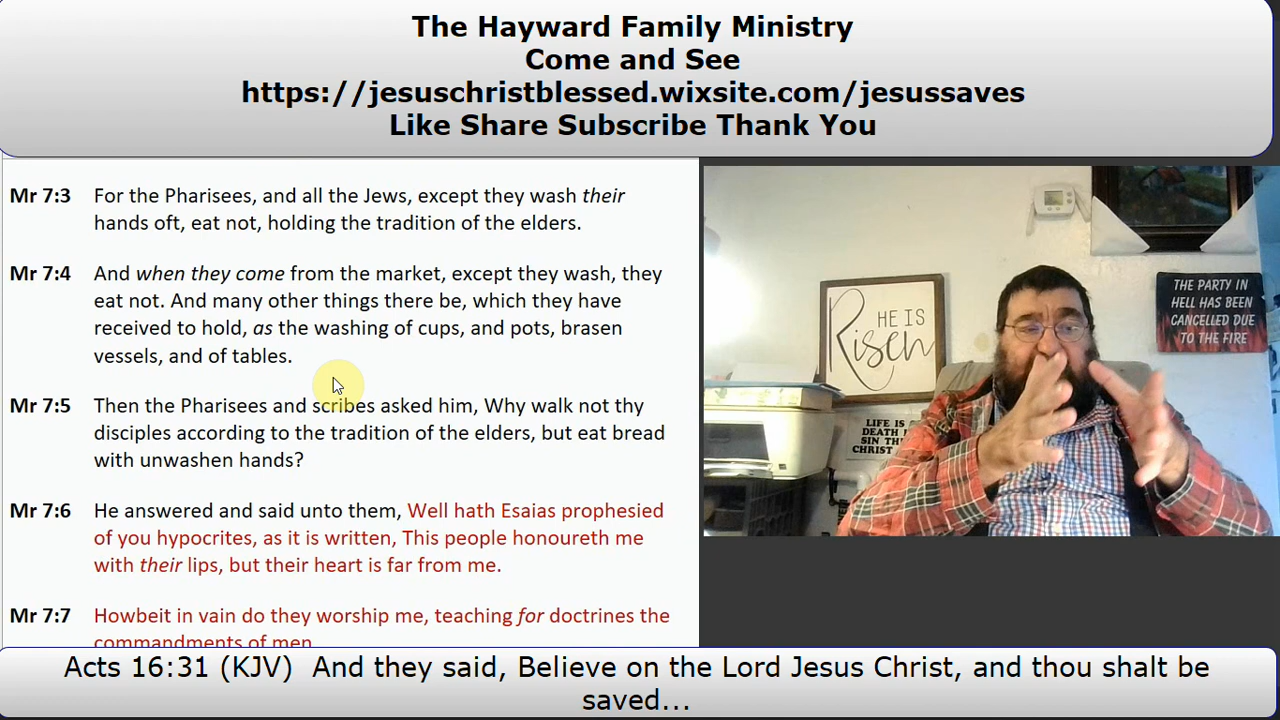 The Hayward Family Ministry
Come and See
https://jesuschristblessed.wixsite.com/jesussaves
Like Share Subscribe Thank You
Mr 7:3 For the Pharisees, and all the Jews, except they wash their
hands oft, eat not, holding the tradition of the elders.
Mr 7:4 And when they come from the market, except they wash, they
eat not. And many other things there be, which they have
received to hold, as the washing of cups, and pots, brasen
vessels, and of tables.
Mr 7:5 Then the Pharisees and scribes asked him, Why walk not thy
disciples according to the tradition of the elders, but eat bread
with unwashen hands?
Mr 7:6 He answered and said unto them, Well hath Esaias prophesied
of you hypocrites, as it is written, This people honoureth me
with their lips, but their heart is far from me.
Mr 7:7 Howbeit in vain do they worship me, teaching for doctrines the
commandments of men
HE IS
Risen
THE PARTY IN
HELL HAS BEEN
CANCELLED DUE
TO THE FIRE
LIFE IS
DEATH
SIN
CHRIST
Acts 16:31 (KJV) And they said, Believe on the Lord Jesus Christ, and thou shalt be
saved...